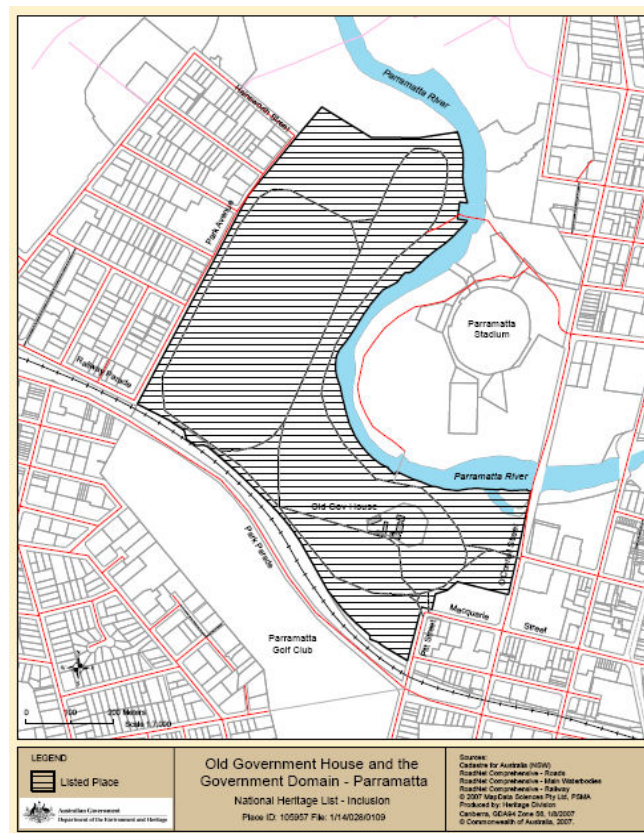 Parramatta River
Hainsworth Street
Park Avenue
Parramatta
Stadium
Railway Parade
Parramatta River
Old Gov House
O'Connell Street
Park Parade
Macquarie
Street
Pitt Street
Parramatta
Golf Club
0 100 200 Meters
Scale 1:7,000
LEGEND
Listed Place
Australian Government
Department of the Environment and Heritage
Old Government House and the
Government Domain - Parramatta
National Heritage List - Inclusion
Place ID: 105957 File: 1/14/028/0109
Sources:
Cadastre for Australia (NSW)
RoadNet Comprehensive - Roads
RoadNet Comprehensive - Main Waterbodies
RoadNet Comprehensive - Railway
© 2007 MapData Sciences Pty Ltd, PSMA
Produced by: Heritage Division
Canberra, GDA94 Zone 56, 1/8/2007
© Commonwealth of Australia, 2007.